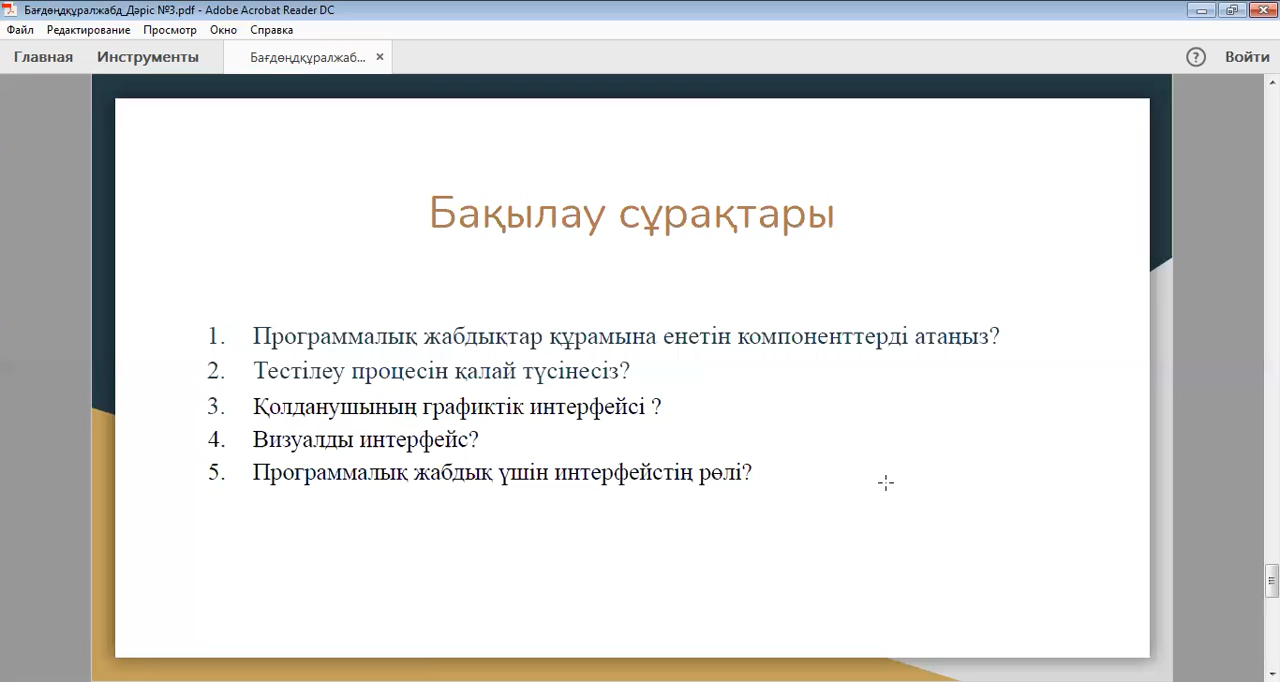 Бағдөңдқұралжабд_Дәріс №3.pdf - Adobe Acrobat Reader DC
Файл Редактирование Просмотр Окно Справка
Главная Инструменты Бағдөңдқұралжаб... × ? Войти
Бақылау сұрақтары
1. Программалық жабдықтар құрамына енетін компоненттерді атаңыз?
2. Тестілеу процесін қалай түсінесіз?
3. Қолданушының графиктік интерфейсі ?
4. Визуалды интерфейс?
5. Программалық жабдық үшін интерфейстің рөлі?